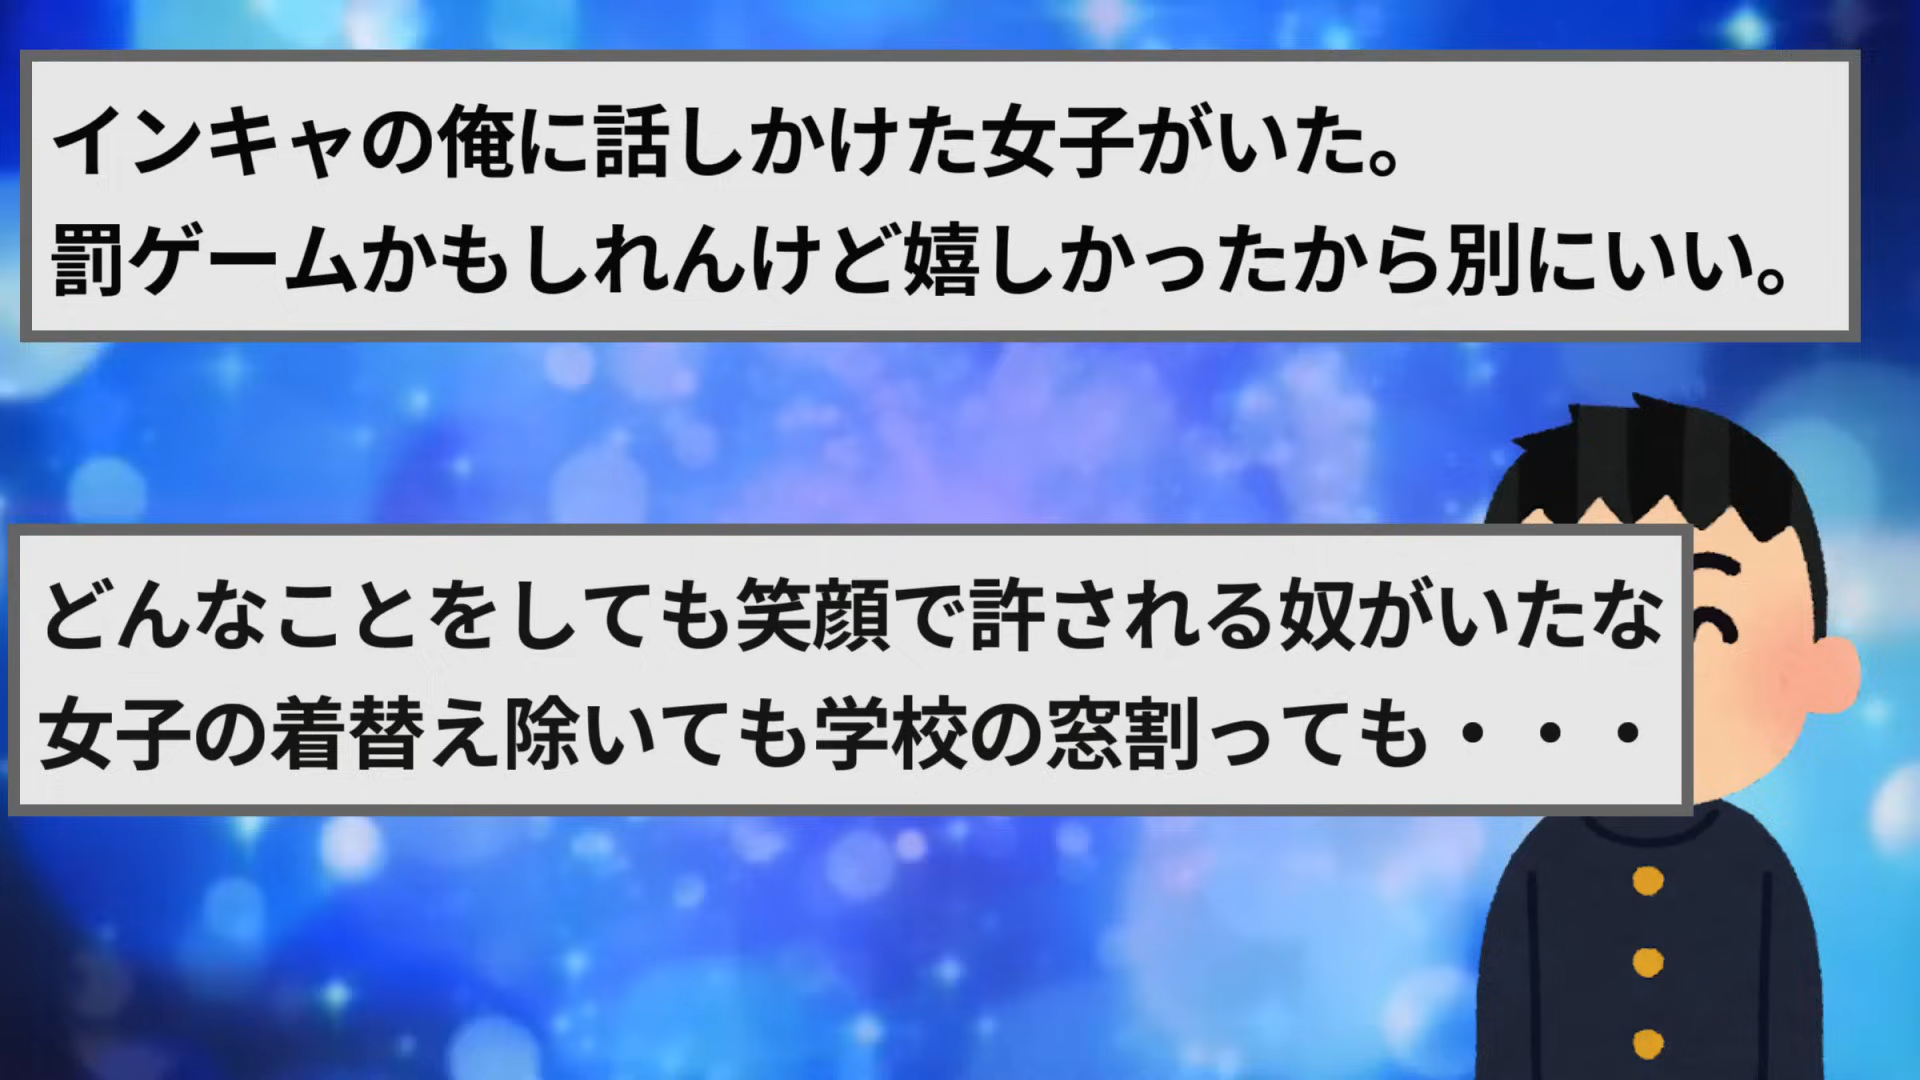 インキャの俺に話しかけた女子がいた。
罰ゲームかもしれんけど嬉しかったから別にいい。
どんなことをしても笑顔で許される奴がいたな
女子の着替え除いても学校の窓割っても・・・